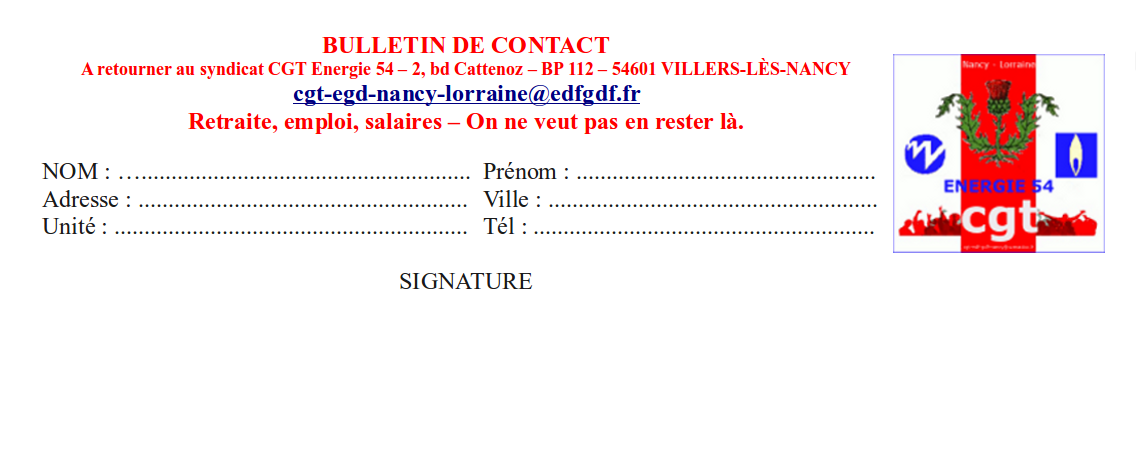 BULLETIN DE CONTACT
A retourner au syndicat CGT Energie 54 – 2, bd Cattenoz – BP 112 – 54601 VILLERS-LÈS-NANCY
cgt-egd-nancy-lorraine@edfgdf.fr
Retraite, emploi, salaires – On ne veut pas en rester là.
NOM : ….................................................... Prénom : ..................................................
Adresse : ....................................................... Ville : .......................................................
Unité : ........................................................... Tél : .........................................................
SIGNATURE
Nancy - Lorraine
ENERGIE 54
cgt